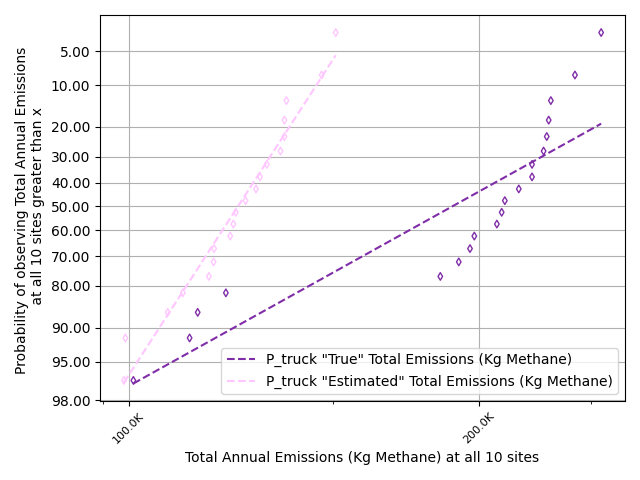 Probability of observing Total Annual Emissions
at all 10 sites greater than x
5.00
10.00
20.00
30.00
40.00
50.00
60.00
70.00
80.00
90.00
95.00
98.00
P_truck "True" Total Emissions (Kg Methane)
P_truck "Estimated" Total Emissions (Kg Methane)
100.0K
200.0K
Total Annual Emissions (Kg Methane) at all 10 sites